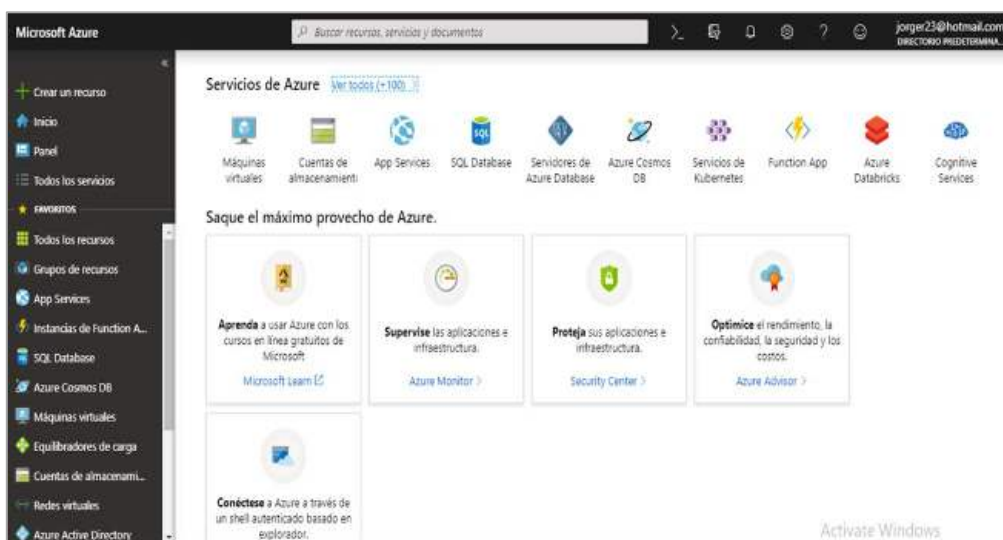 Microsoft Azure
Buscar recursos, servicios y documentos
jorger23@hotmail.com
DIRECTORIO PREDETERMINA...
Crear un recurso
Inicio
Panel
Todos los servicios
FAVORITOS
Todos los recursos
Grupos de recursos
App Services
Instancias de Function A...
SQL Database
Azure Cosmos DB
Máquinas virtuales
Equilibradores de carga
Cuentas de almacenami...
Redes virtuales
Azure Active Directory
Servicios de Azure Ver todos (+100)
Máquinas virtuales
Cuentas de almacenamient
App Services
SQL
SQL Database
Servidores de Azure Database
Azure Cosmos DB
Servicios de Kubernetes
Function App
Azure Databricks
Cognitive Services
Saque el máximo provecho de Azure.
Aprenda a usar Azure con los
cursos en línea gratuitos de
Microsoft
Microsoft Learn
Supervise las aplicaciones e
infraestructura.
Azure Monitor >
Proteja sus aplicaciones e
infraestructura.
Security Center >
Optimice el rendimiento, la
confiabilidad, la seguridad y los
costos.
Azure Advisor >
Conéctese a Azure a través de
un shell autenticado basado en
explorador.
Activate Windows